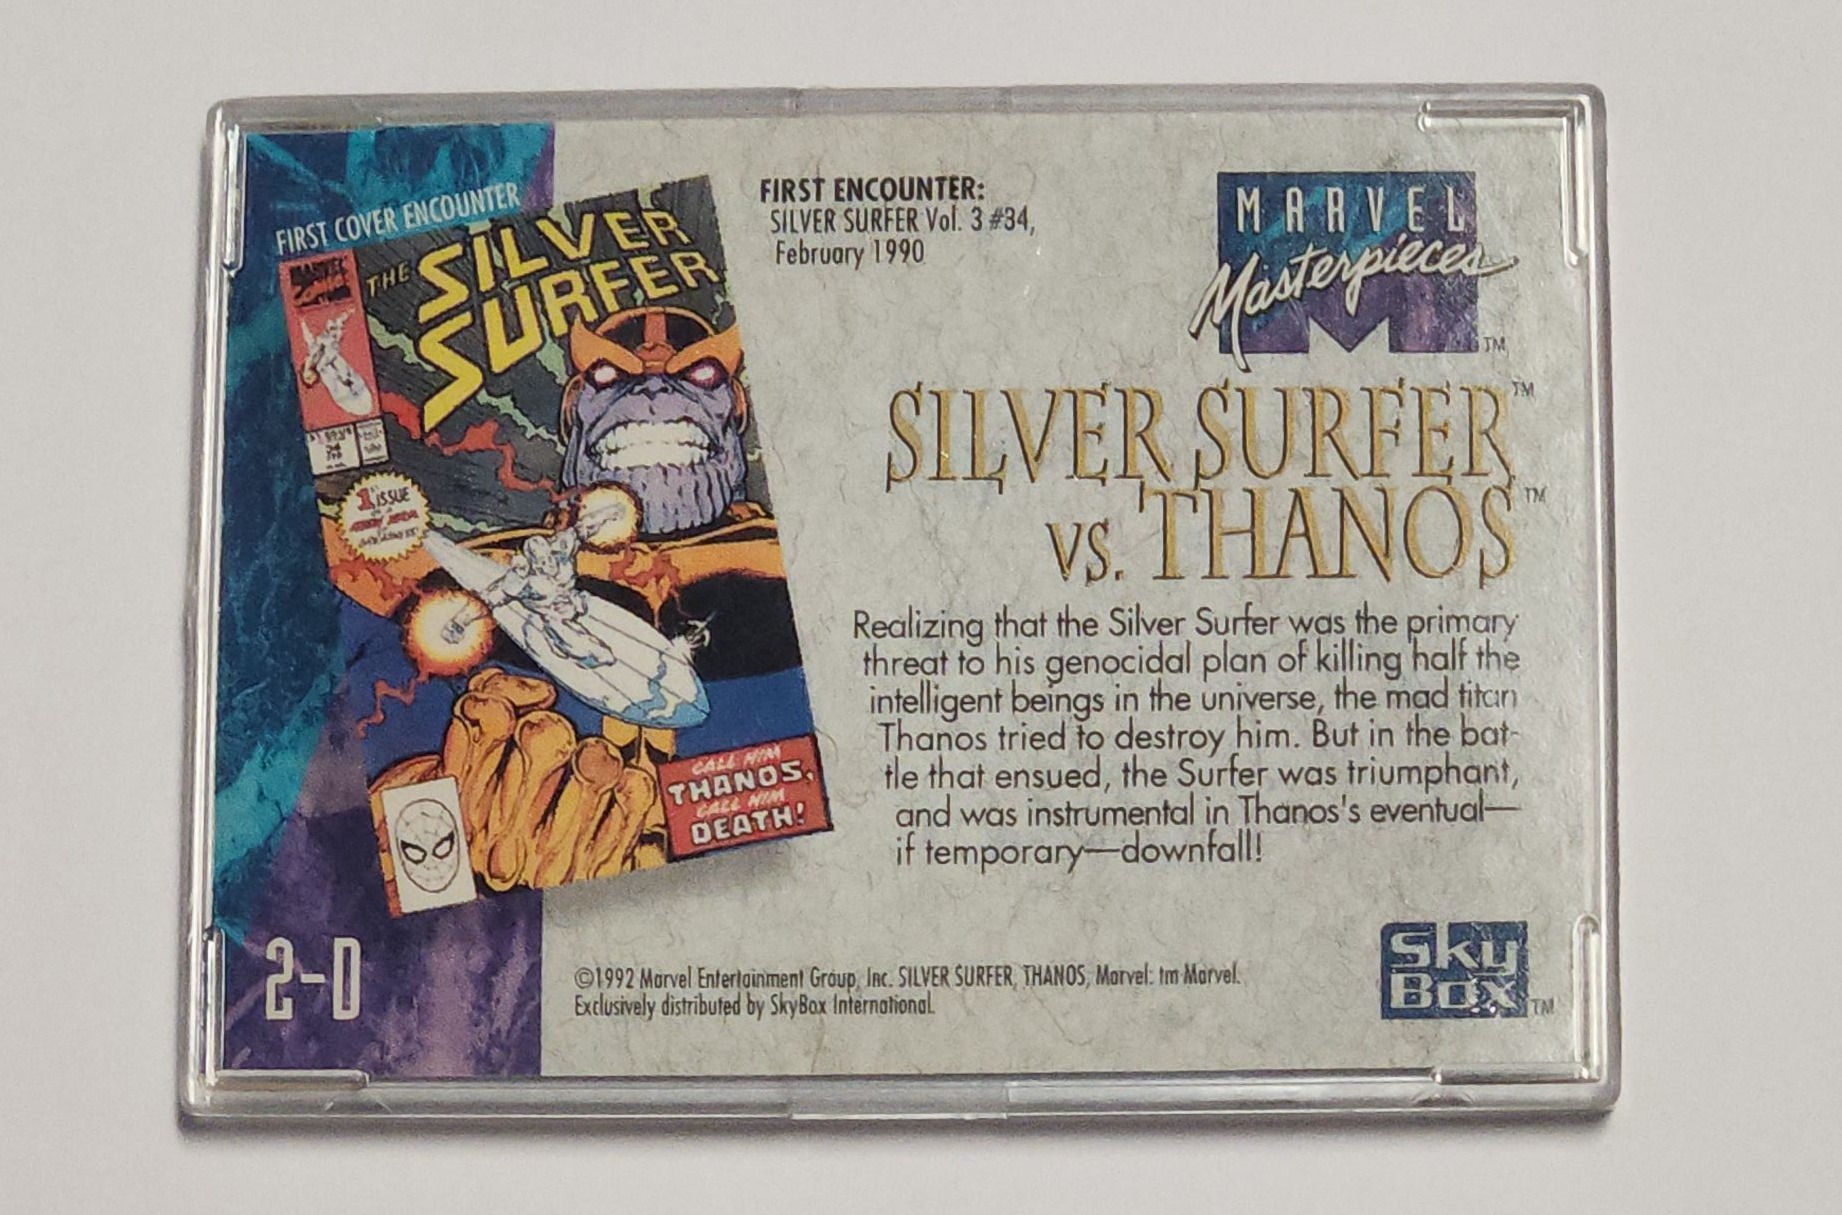 FIRST COVER ENCOUNTER
THE SILVER
SURFER
1ST ISSUE
CALL HIM
THANOS,
CALL HIM
DEATH!
2-D
FIRST ENCOUNTER:
SILVER SURFER Vol. 3 #34,
February 1990
MARVEL
Masterpieces
TM
SILVER SURFER™
VS. THANOS™
Realizing that the Silver Surfer was the primary
threat to his genocidal plan of killing half the
intelligent beings in the universe, the mad titan
Thanos tried to destroy him. But in the bat-
tle that ensued, the Surfer was triumphant,
and was instrumental in Thanos's eventual—
if temporary—downfall!
©1992 Marvel Entertainment Group, Inc. SILVER SURFER, THANOS, Marvel: tm Marvel.
Exclusively distributed by SkyBox International.
Sky
Box TM